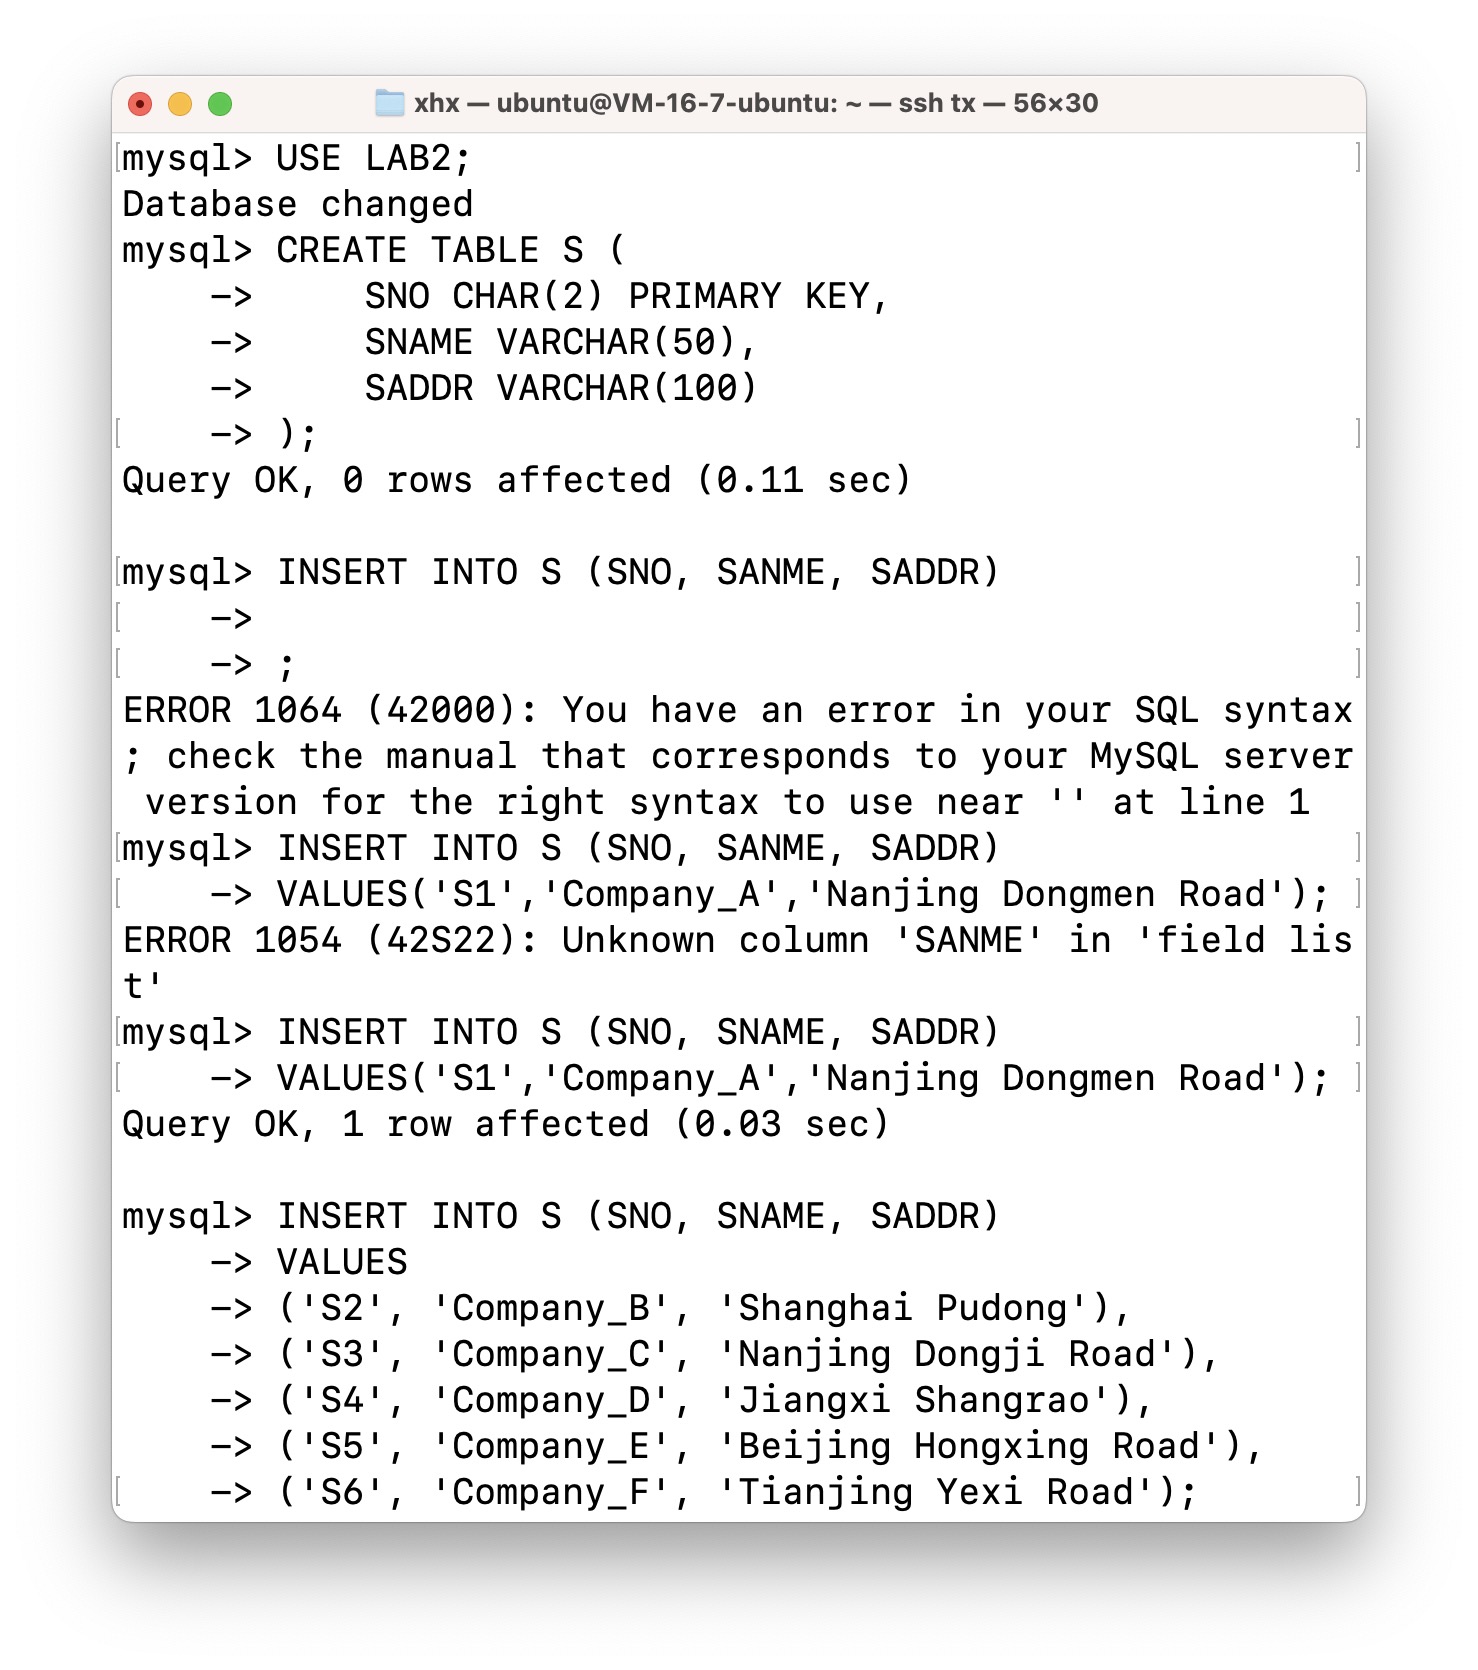 xhx — ubuntu@VM-16-7-ubuntu: ~ — ssh tx — 56×30
mysql> USE LAB2;
Database changed
mysql> CREATE TABLE S (
    ->     SNO CHAR(2) PRIMARY KEY,
    ->     SNAME VARCHAR(50),
    ->     SADDR VARCHAR(100)
    -> );
Query OK, 0 rows affected (0.11 sec)

mysql> INSERT INTO S (SNO, SANME, SADDR)
    ->
    -> ;
ERROR 1064 (42000): You have an error in your SQL syntax
; check the manual that corresponds to your MySQL server
 version for the right syntax to use near '' at line 1
mysql> INSERT INTO S (SNO, SANME, SADDR)
    -> VALUES('S1','Company_A','Nanjing Dongmen Road');
ERROR 1054 (42S22): Unknown column 'SANME' in 'field lis
t'
mysql> INSERT INTO S (SNO, SNAME, SADDR)
    -> VALUES('S1','Company_A','Nanjing Dongmen Road');
Query OK, 1 row affected (0.03 sec)

mysql> INSERT INTO S (SNO, SNAME, SADDR)
    -> VALUES
    -> ('S2', 'Company_B', 'Shanghai Pudong'),
    -> ('S3', 'Company_C', 'Nanjing Dongji Road'),
    -> ('S4', 'Company_D', 'Jiangxi Shangrao'),
    -> ('S5', 'Company_E', 'Beijing Hongxing Road'),
    -> ('S6', 'Company_F', 'Tianjing Yexi Road');